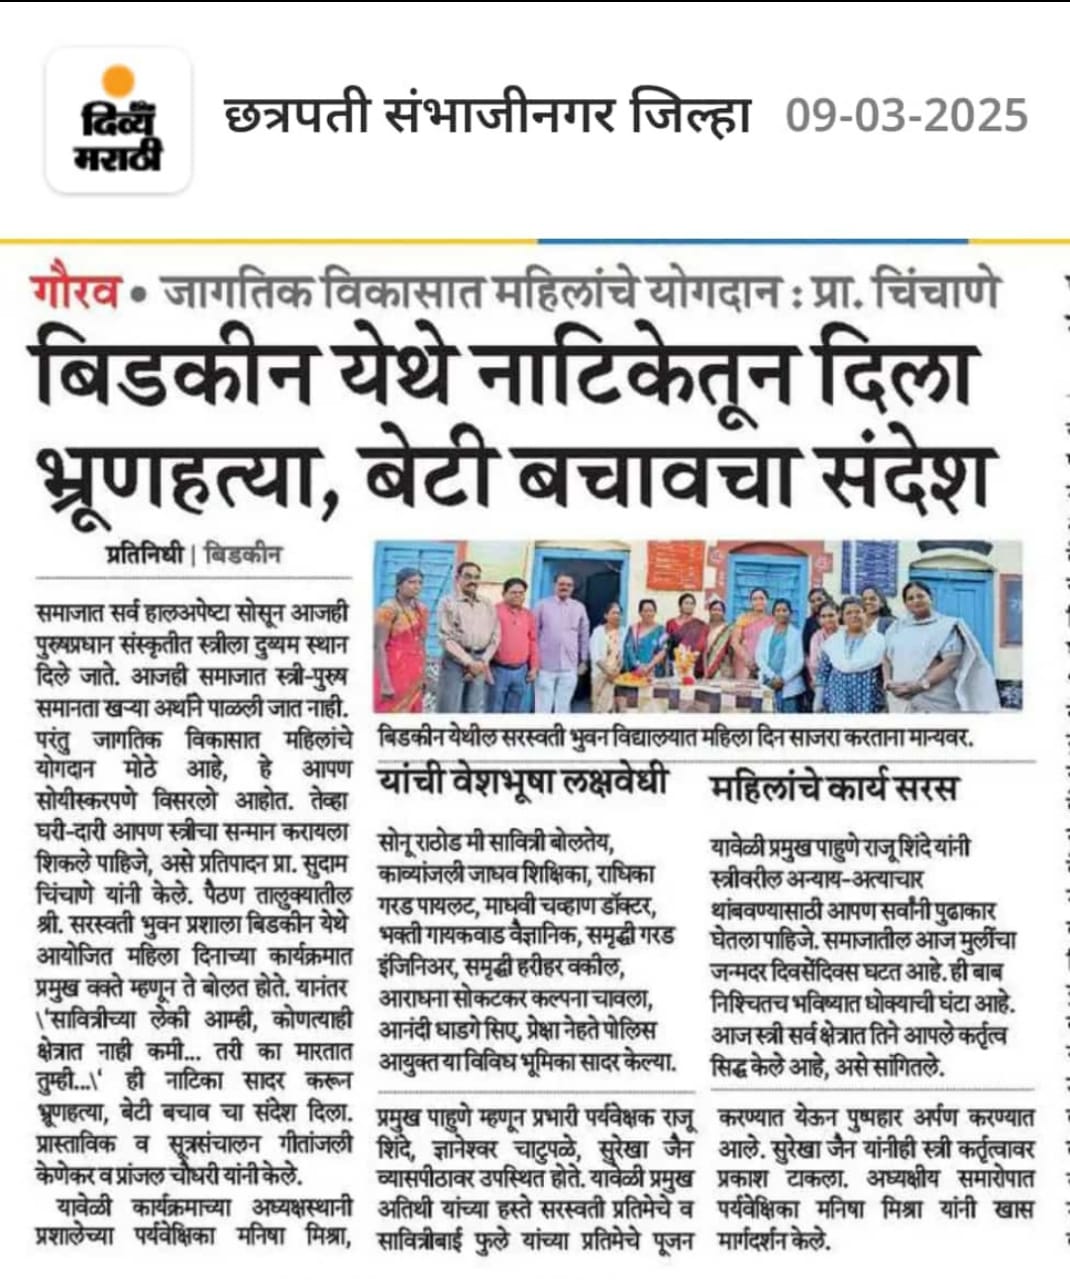 दिव्य
मराठी
छत्रपती संभाजीनगर जिल्हा 09-03-2025
गौरव • जागतिक विकासात महिलांचे योगदान : प्रा. चिंचाणे
बिडकीन येथे नाटिकेतून दिला
भ्रूणहत्या, बेटी बचावचा संदेश
प्रतिनिधी | बिडकीन
समाजात सर्व हालअपेष्टा सोसून आजही
पुरुषप्रधान संस्कृतीत स्त्रीला दुय्यम स्थान
दिले जाते. आजही समाजात स्त्री-पुरुष
समानता खऱ्या अर्थाने पाळली जात नाही.
परंतु जागतिक विकासात महिलांचे
योगदान मोठे आहे, हे आपण
सोयीस्करपणे विसरलो आहोत. तेव्हा
घरी-दारी आपण स्त्रीचा सन्मान करायला
शिकले पाहिजे, असे प्रतिपादन प्रा. सुदाम
चिंचाणे यांनी केले. पैठण तालुक्यातील
श्री. सरस्वती भुवन प्रशाला बिडकीन येथे
आयोजित महिला दिनाच्या कार्यक्रमात
प्रमुख वक्ते म्हणून ते बोलत होते. यानंतर
\'सावित्रीच्या लेकी आम्ही, कोणत्याही
क्षेत्रात नाही कमी... तरी का मारतात
तुम्ही...\' ही नाटिका सादर करून
भ्रूणहत्या, बेटी बचाव चा संदेश दिला.
प्रास्ताविक व सूत्रसंचालन गीतांजली
केणेकर व प्रांजल चौधरी यांनी केले.
यावेळी कार्यक्रमाच्या अध्यक्षस्थानी
प्रशालेच्या पर्यवेक्षिका मनिषा मिश्रा,
बिडकीन येथील सरस्वती भुवन विद्यालयात महिला दिन साजरा करताना मान्यवर.
यांची वेशभूषा लक्षवेधी
सोनू राठोड मी सावित्री बोलतेय,
काव्यांजली जाधव शिक्षिका, राधिका
गरड पायलट, माधवी चव्हाण डॉक्टर,
भक्ती गायकवाड वैज्ञानिक, समृद्धी गरड
इंजिनिअर, समृद्धी हरीहर वकील,
आराधना सोकटकर कल्पना चावला,
आनंदी धाडगे सिए, प्रेक्षा नेहते पोलिस
आयुक्त या विविध भूमिका सादर केल्या.
महिलांचे कार्य सरस
यावेळी प्रमुख पाहुणे राजू शिंदे यांनी
स्त्रीवरील अन्याय-अत्याचार
थांबवण्यासाठी आपण सर्वांनी पुढाकार
घेतला पाहिजे. समाजातील आज मुलींचा
जन्मदर दिवसेंदिवस घटत आहे. ही बाब
निश्चितच भविष्यात धोक्याची घंटा आहे.
आज स्त्री सर्व क्षेत्रात तिने आपले कर्तृत्व
सिद्ध केले आहे, असे सांगितले.
प्रमुख पाहुणे म्हणून प्रभारी पर्यवेक्षक राजू
शिंदे, ज्ञानेश्वर चाटुपळे, सुरेखा जैन
व्यासपीठावर उपस्थित होते. यावेळी प्रमुख
अतिथी यांच्या हस्ते सरस्वती प्रतिमेचे व
सावित्रीबाई फुले यांच्या प्रतिमेचे पूजन
करण्यात येऊन पुष्पहार अर्पण करण्यात
आले. सुरेखा जैन यांनीही स्त्री कर्तृत्वावर
प्रकाश टाकला. अध्यक्षीय समारोपात
पर्यवेक्षिका मनिषा मिश्रा यांनी खास
मार्गदर्शन केले.